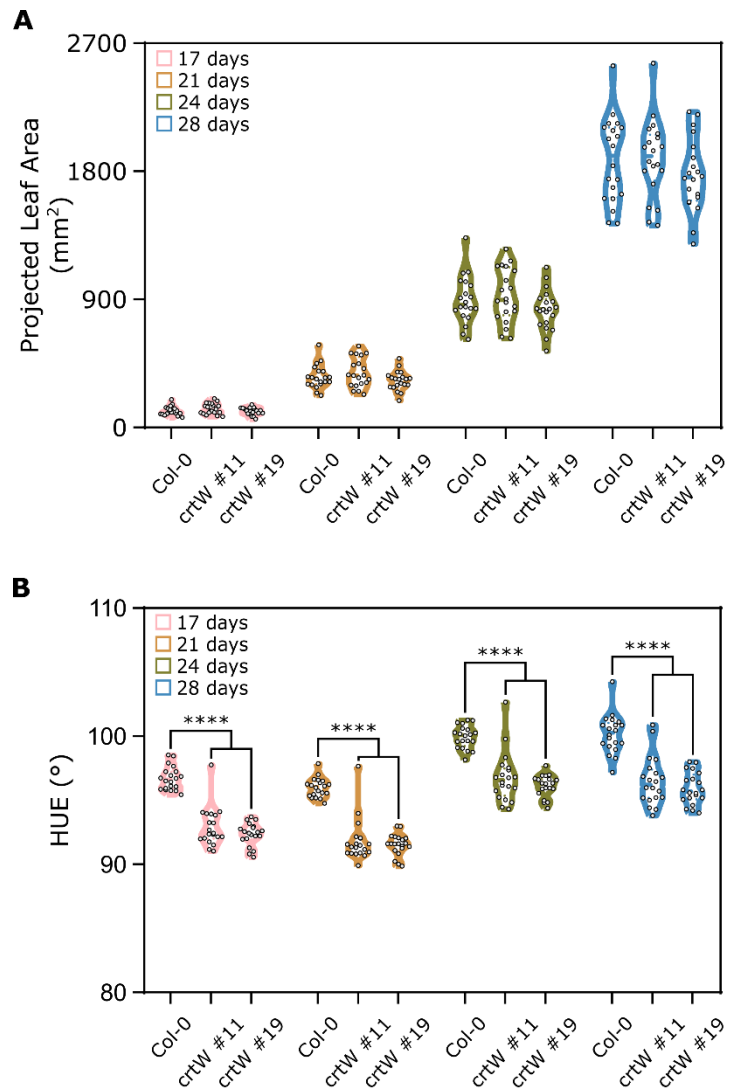 A
2700
17 days
21 days
24 days
28 days
1800
900
0
Projected Leaf Area
(mm²)
Col-0
crtW #11
crtW #19
Col-0
crtW #11
crtW #19
Col-0
crtW #11
crtW #19
Col-0
crtW #11
crtW #19
B
110
17 days
21 days
24 days
28 days
****
****
****
****
100
90
80
HUE (°)
Col-0
crtW #11
crtW #19
Col-0
crtW #11
crtW #19
Col-0
crtW #11
crtW #19
Col-0
crtW #11
crtW #19